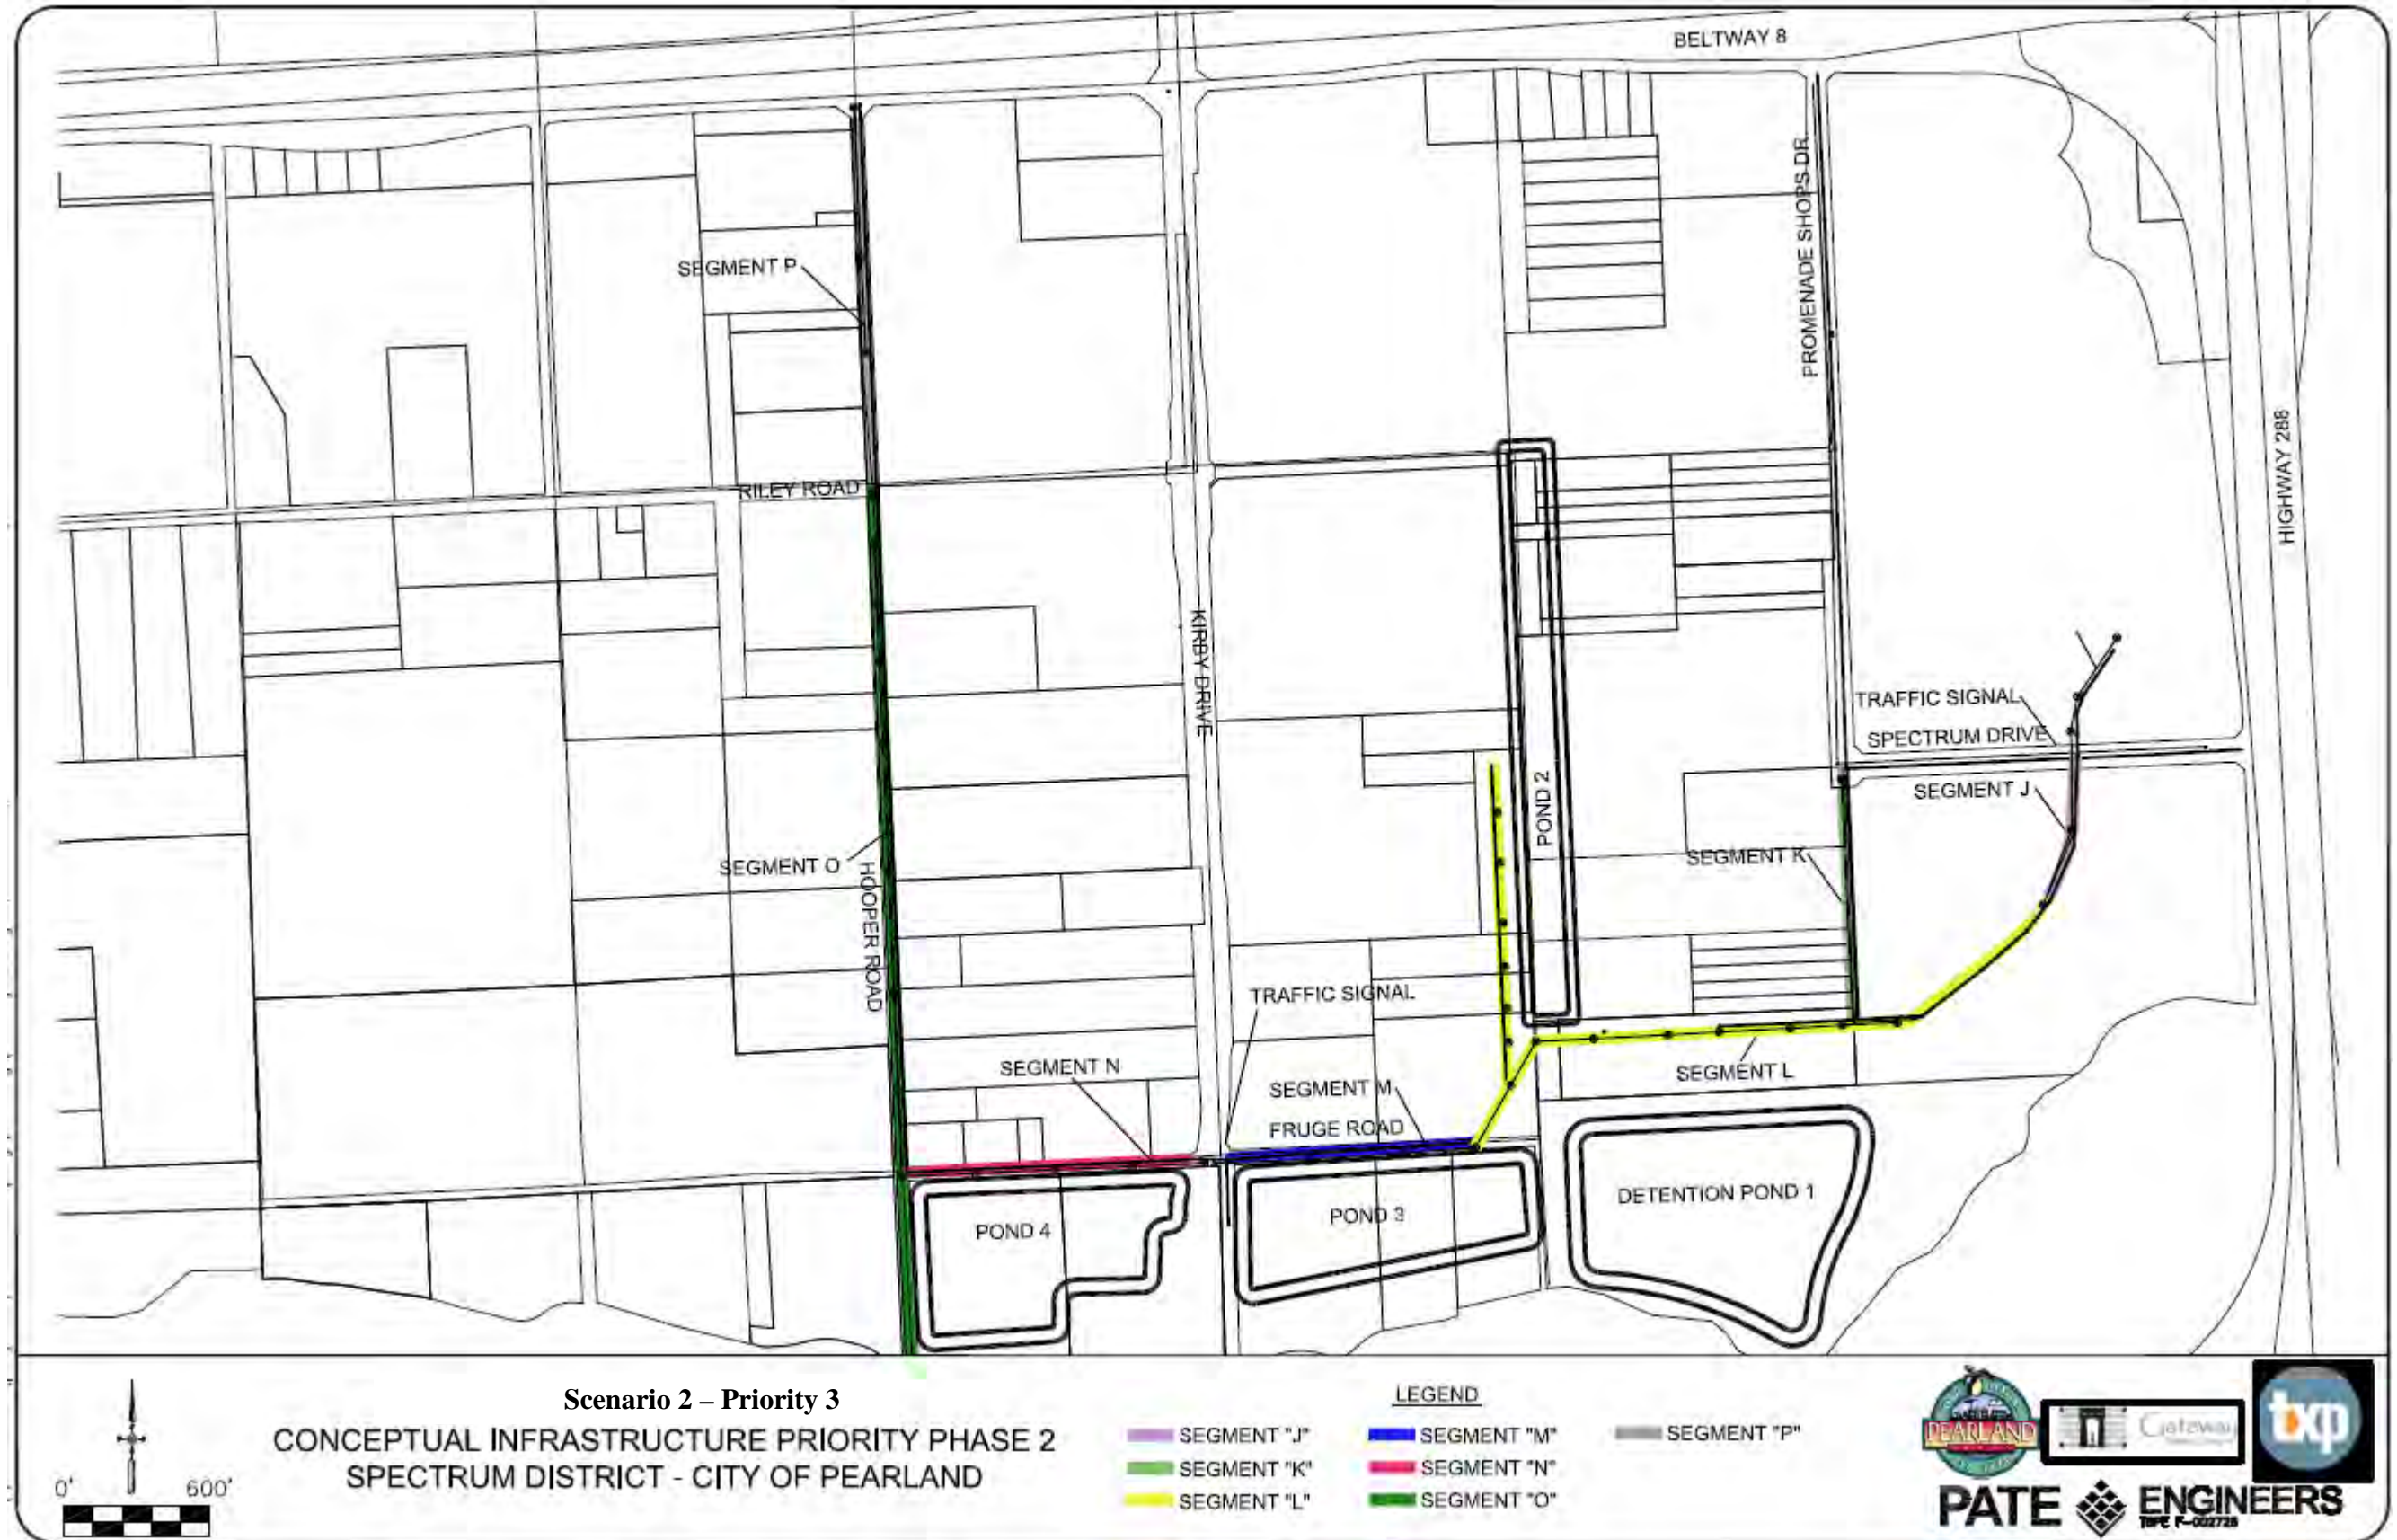 BELTWAY 8
PROMENADE SHOPS DR.
SEGMENT P
HIGHWAY 288
RILEY ROAD
KIRBY DRIVE
TRAFFIC SIGNAL
SPECTRUM DRIVE
POND 2
SEGMENT J
SEGMENT K
SEGMENT O
HOOPER ROAD
TRAFFIC SIGNAL
SEGMENT N
SEGMENT M
SEGMENT L
FRUGE ROAD
DETENTION POND 1
POND 4
POND 3
Scenario 2 – Priority 3
CONCEPTUAL INFRASTRUCTURE PRIORITY PHASE 2
SPECTRUM DISTRICT - CITY OF PEARLAND
0' 600'
LEGEND
SEGMENT "J"
SEGMENT "K"
SEGMENT "L"
SEGMENT "M"
SEGMENT "N"
SEGMENT "O"
SEGMENT "P"
PEARLAND
Gateway
txp
PATE ENGINEERS